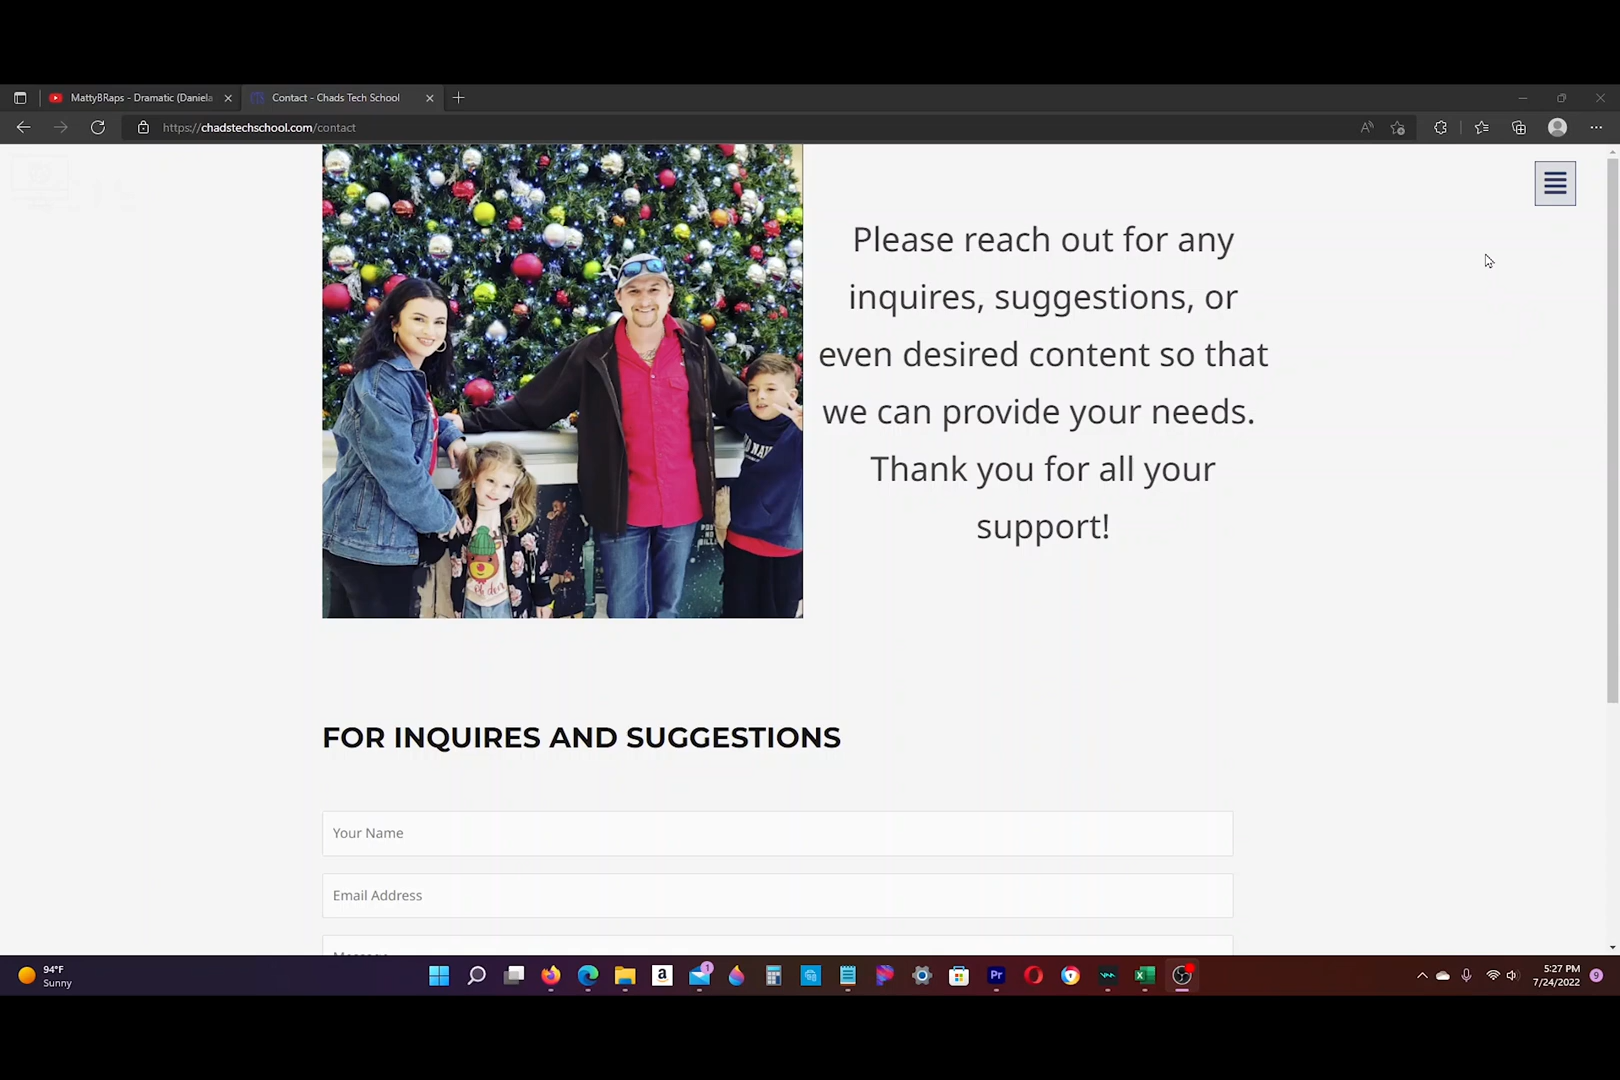 MattyBRaps - Dramatic (Daniela
Contact - Chads Tech School
https://chadstechschool.com/contact
Please reach out for any
inquires, suggestions, or
even desired content so that
we can provide your needs.
Thank you for all your
support!
FOR INQUIRES AND SUGGESTIONS
Your Name
Email Address
94°F
Sunny
5:27 PM
7/24/2022